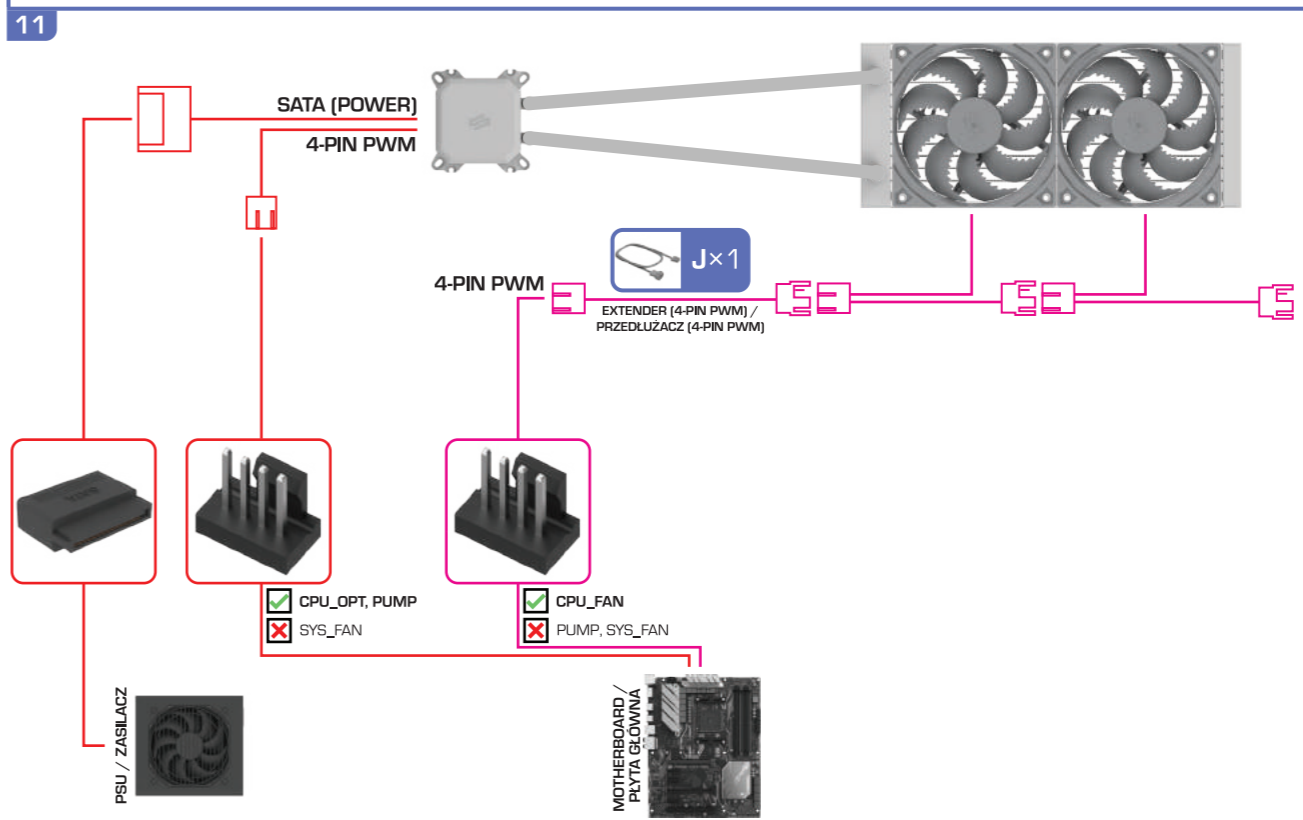 11
SATA (POWER)
4-PIN PWM
J×1
4-PIN PWM
EXTENDER (4-PIN PWM) /
PRZEDŁUŻACZ (4-PIN PWM)
SATA
CPU_OPT, PUMP
SYS_FAN
CPU_FAN
PUMP, SYS_FAN
PSU / ZASILACZ
MOTHERBOARD /
PŁYTA GŁÓWNA